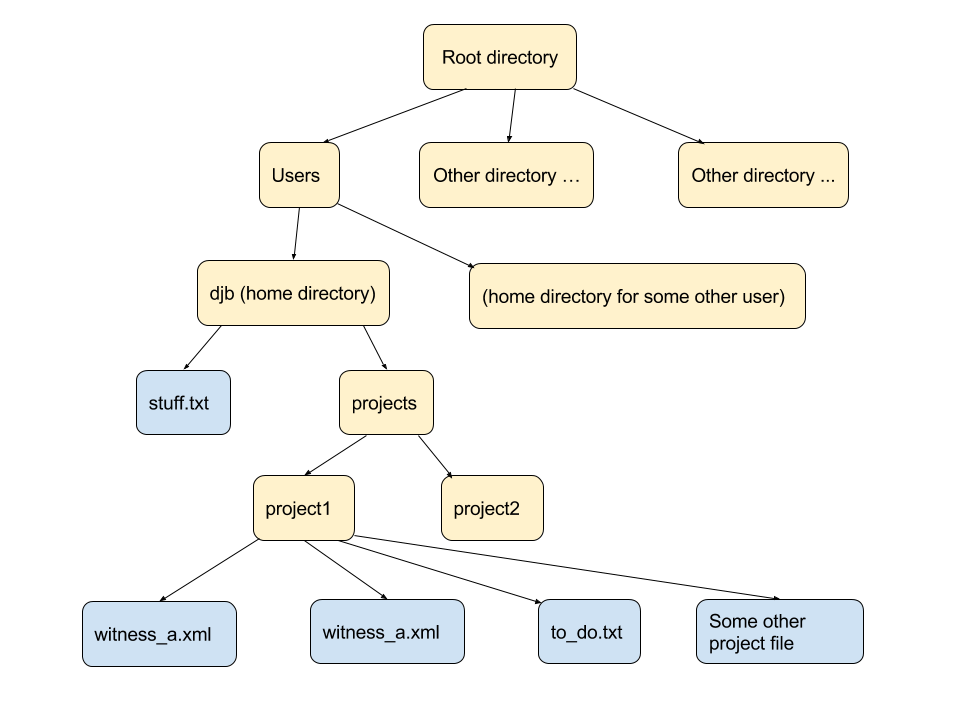 Root directory
Users
Other directory …
Other directory ...
djb (home directory)
(home directory for some other user)
stuff.txt
projects
project1
project2
witness_a.xml
witness_a.xml
to_do.txt
Some other
project file